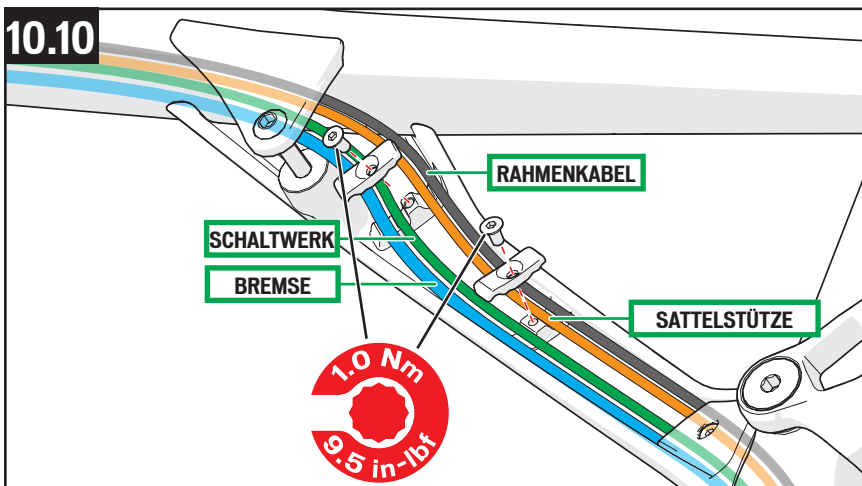 10.10
RAHMENKABEL
SCHALTWERK
BREMSE
SATTELSTÜTZE
1.0 Nm
9.5 in-lbf